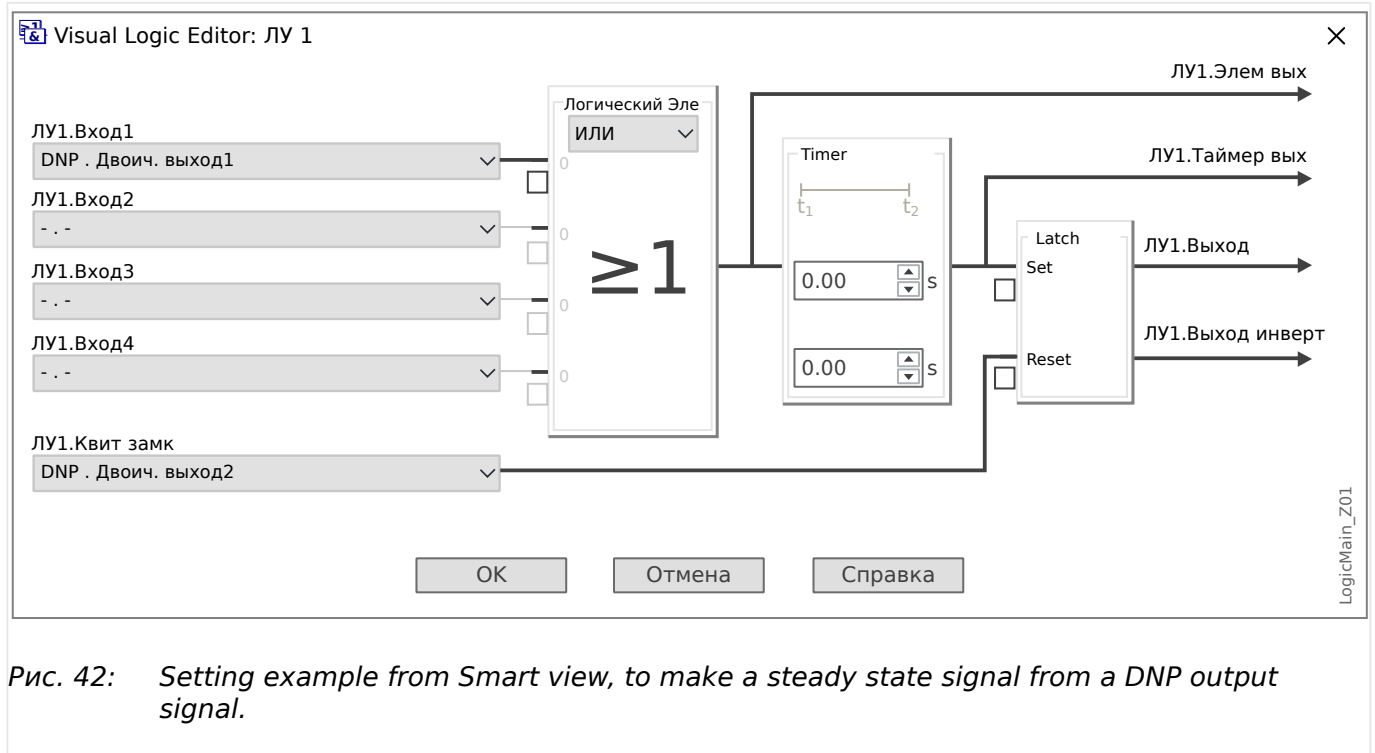 ≥1
&
Visual Logic Editor: ЛУ 1
ЛУ1.Элем вых
Логический Эле
ИЛИ
ЛУ1.Вход1
DNP . Двоич. выход1
0
ЛУ1.Вход2
- . -
0
ЛУ1.Вход3
- . -
0
ЛУ1.Вход4
- . -
0
≥1
Timer
t1 t2
0.00 s
0.00 s
ЛУ1.Таймер вых
Latch
Set
Reset
ЛУ1.Выход
ЛУ1.Выход инверт
ЛУ1.Квит замк
DNP . Двоич. выход2
OK Отмена Справка
LogicMain_Z01
Рис. 42: Setting example from Smart view, to make a steady state signal from a DNP output
signal.